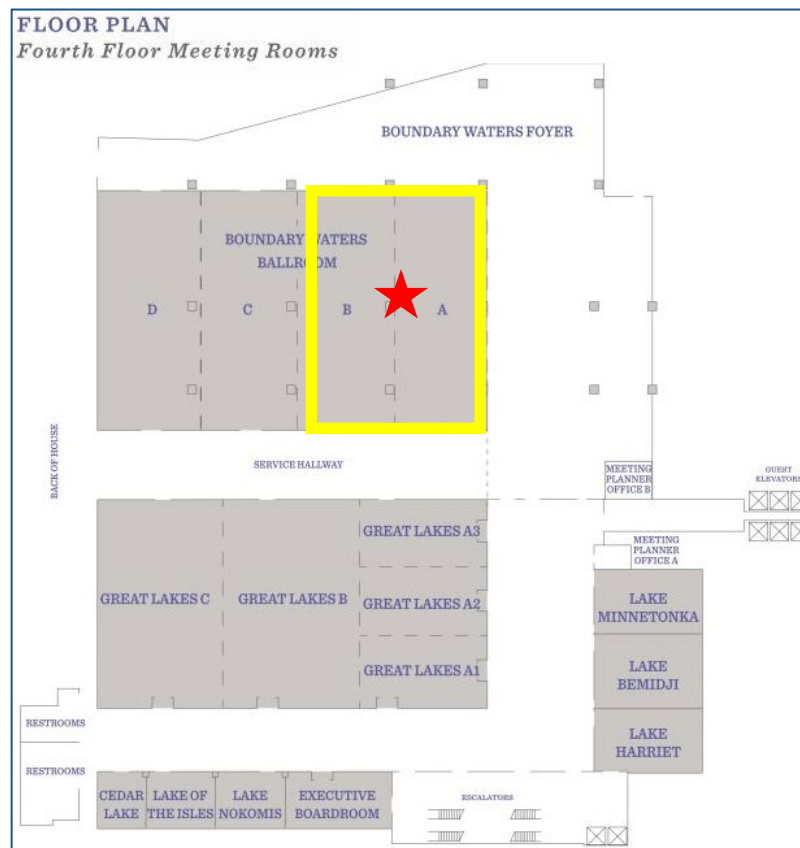 FLOOR PLAN
Fourth Floor Meeting Rooms
BOUNDARY WATERS FOYER
BOUNDARY WATERS
BALLROOM
D
C
B
A
BACK OF HOUSE
SERVICE HALLWAY
MEETING
PLANNER
OFFICE B
GUEST
ELEVATORS
MEETING
PLANNER
OFFICE A
GREAT LAKES A3
GREAT LAKES C
GREAT LAKES B
GREAT LAKES A2
GREAT LAKES A1
LAKE
MINNETONKA
LAKE
BEMIDJI
LAKE
HARRIET
RESTROOMS
RESTROOMS
CEDAR
LAKE
LAKE OF
THE ISLES
LAKE
NOKOMIS
EXECUTIVE
BOARDROOM
ESCALATORS